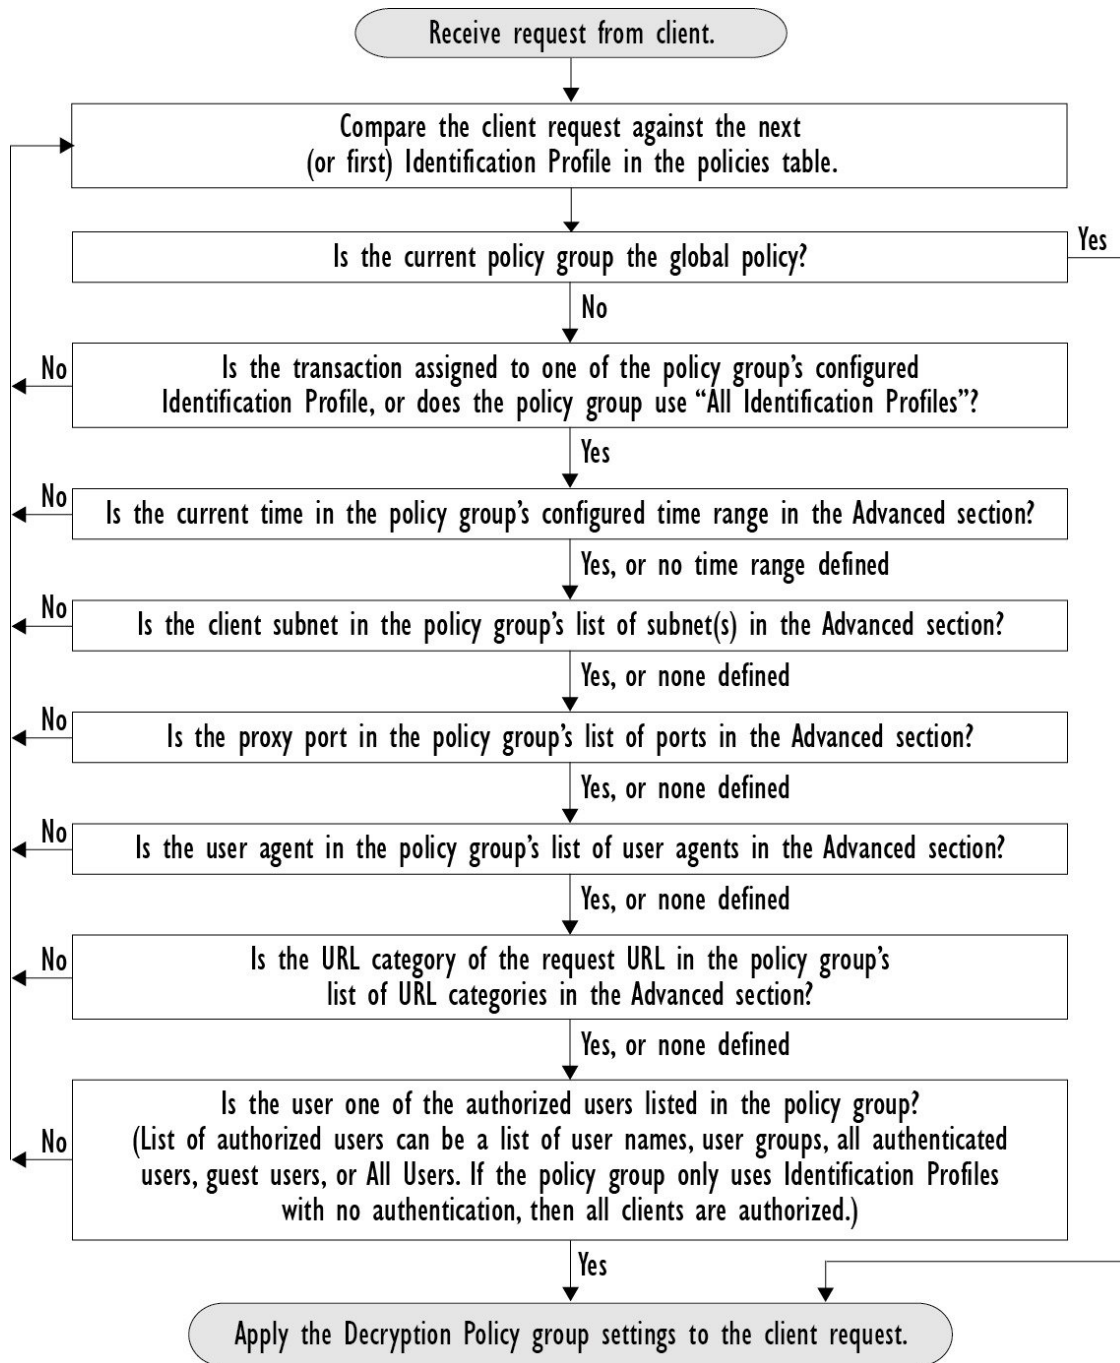 Receive request from client.
Compare the client request against the next
(or first) Identification Profile in the policies table.
Is the current policy group the global policy?
Yes
No
Is the transaction assigned to one of the policy group's configured
Identification Profile, or does the policy group use “All Identification Profiles”?
No
Yes
Is the current time in the policy group's configured time range in the Advanced section?
No
Yes, or no time range defined
Is the client subnet in the policy group's list of subnet(s) in the Advanced section?
No
Yes, or none defined
Is the proxy port in the policy group's list of ports in the Advanced section?
No
Yes, or none defined
Is the user agent in the policy group's list of user agents in the Advanced section?
No
Yes, or none defined
Is the URL category of the request URL in the policy group's
list of URL categories in the Advanced section?
No
Yes, or none defined
Is the user one of the authorized users listed in the policy group?
(List of authorized users can be a list of user names, user groups, all authenticated
users, guest users, or All Users. If the policy group only uses Identification Profiles
with no authentication, then all clients are authorized.)
No
Yes
Apply the Decryption Policy group settings to the client request.